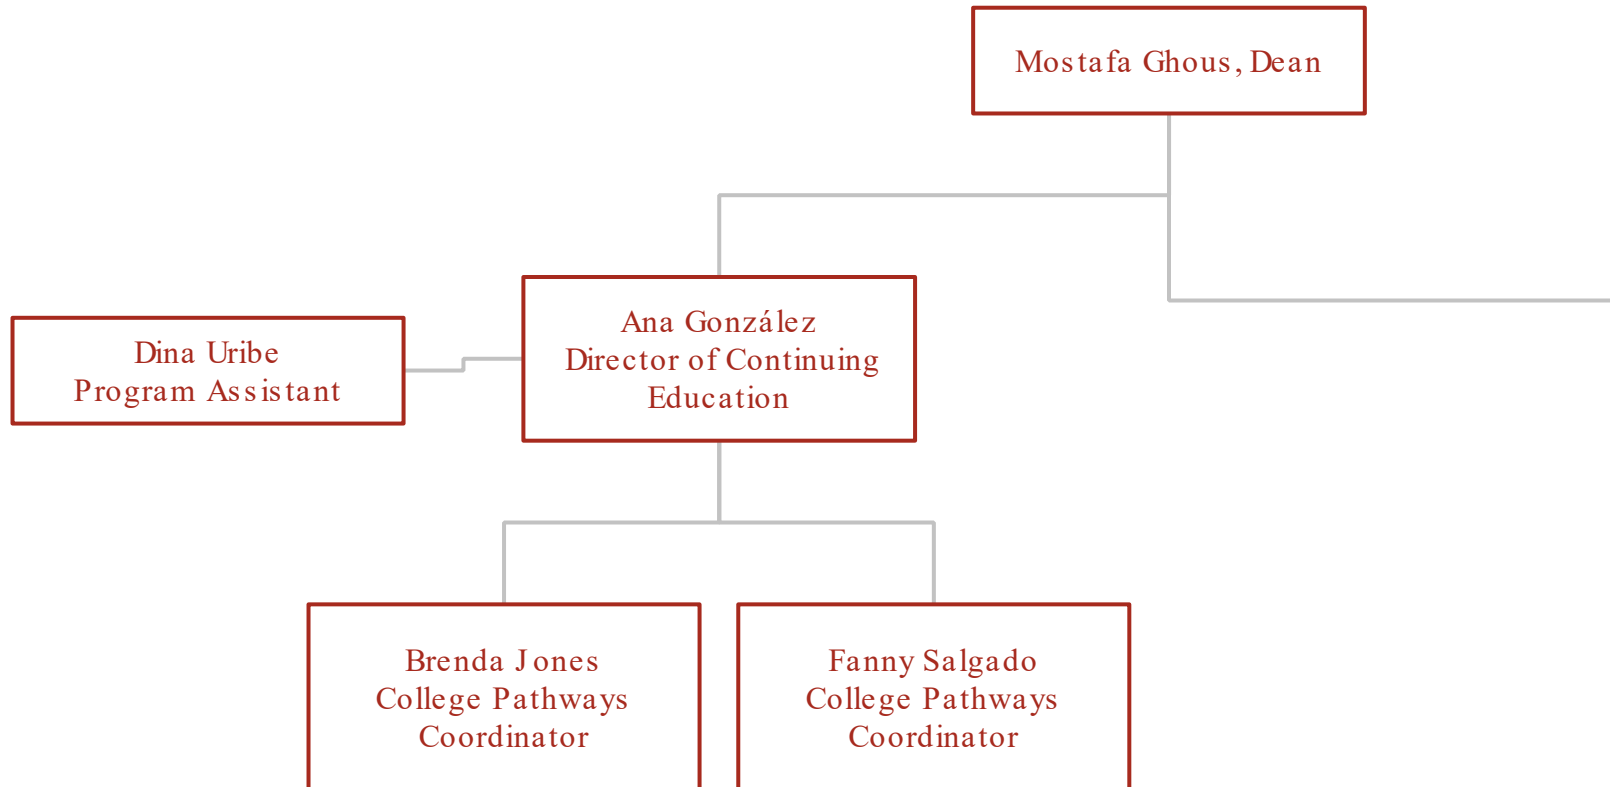 Mostafa Ghous, Dean
Ana González
Director of Continuing
Education
Dina Uribe
Program Assistant
Brenda Jones
College Pathways
Coordinator
Fanny Salgado
College Pathways
Coordinator